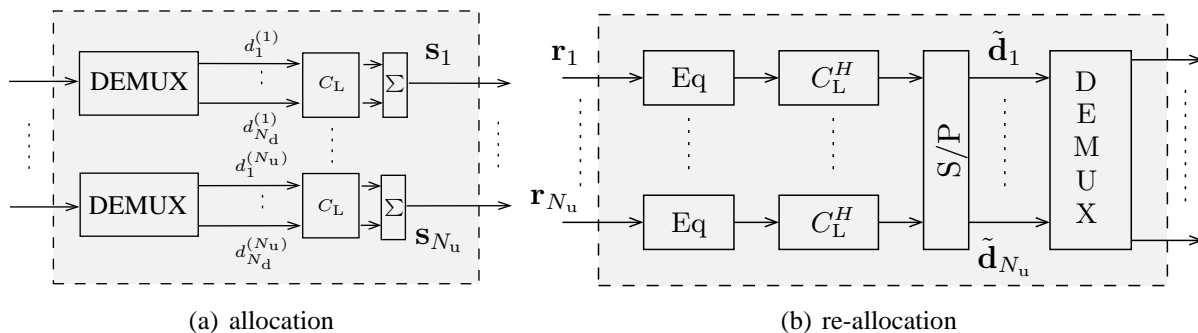 DEMUX
d_1^{(1)}
d_{N_d}^{(1)}
C_L
Σ
s_1
DEMUX
d_1^{(N_u)}
d_{N_d}^{(N_u)}
C_L
Σ
s_{N_u}
(a) allocation
r_1
Eq
C_L^H
r_{N_u}
Eq
C_L^H
S/P
d̃_1
d̃_{N_u}
D
E
M
U
X
(b) re-allocation